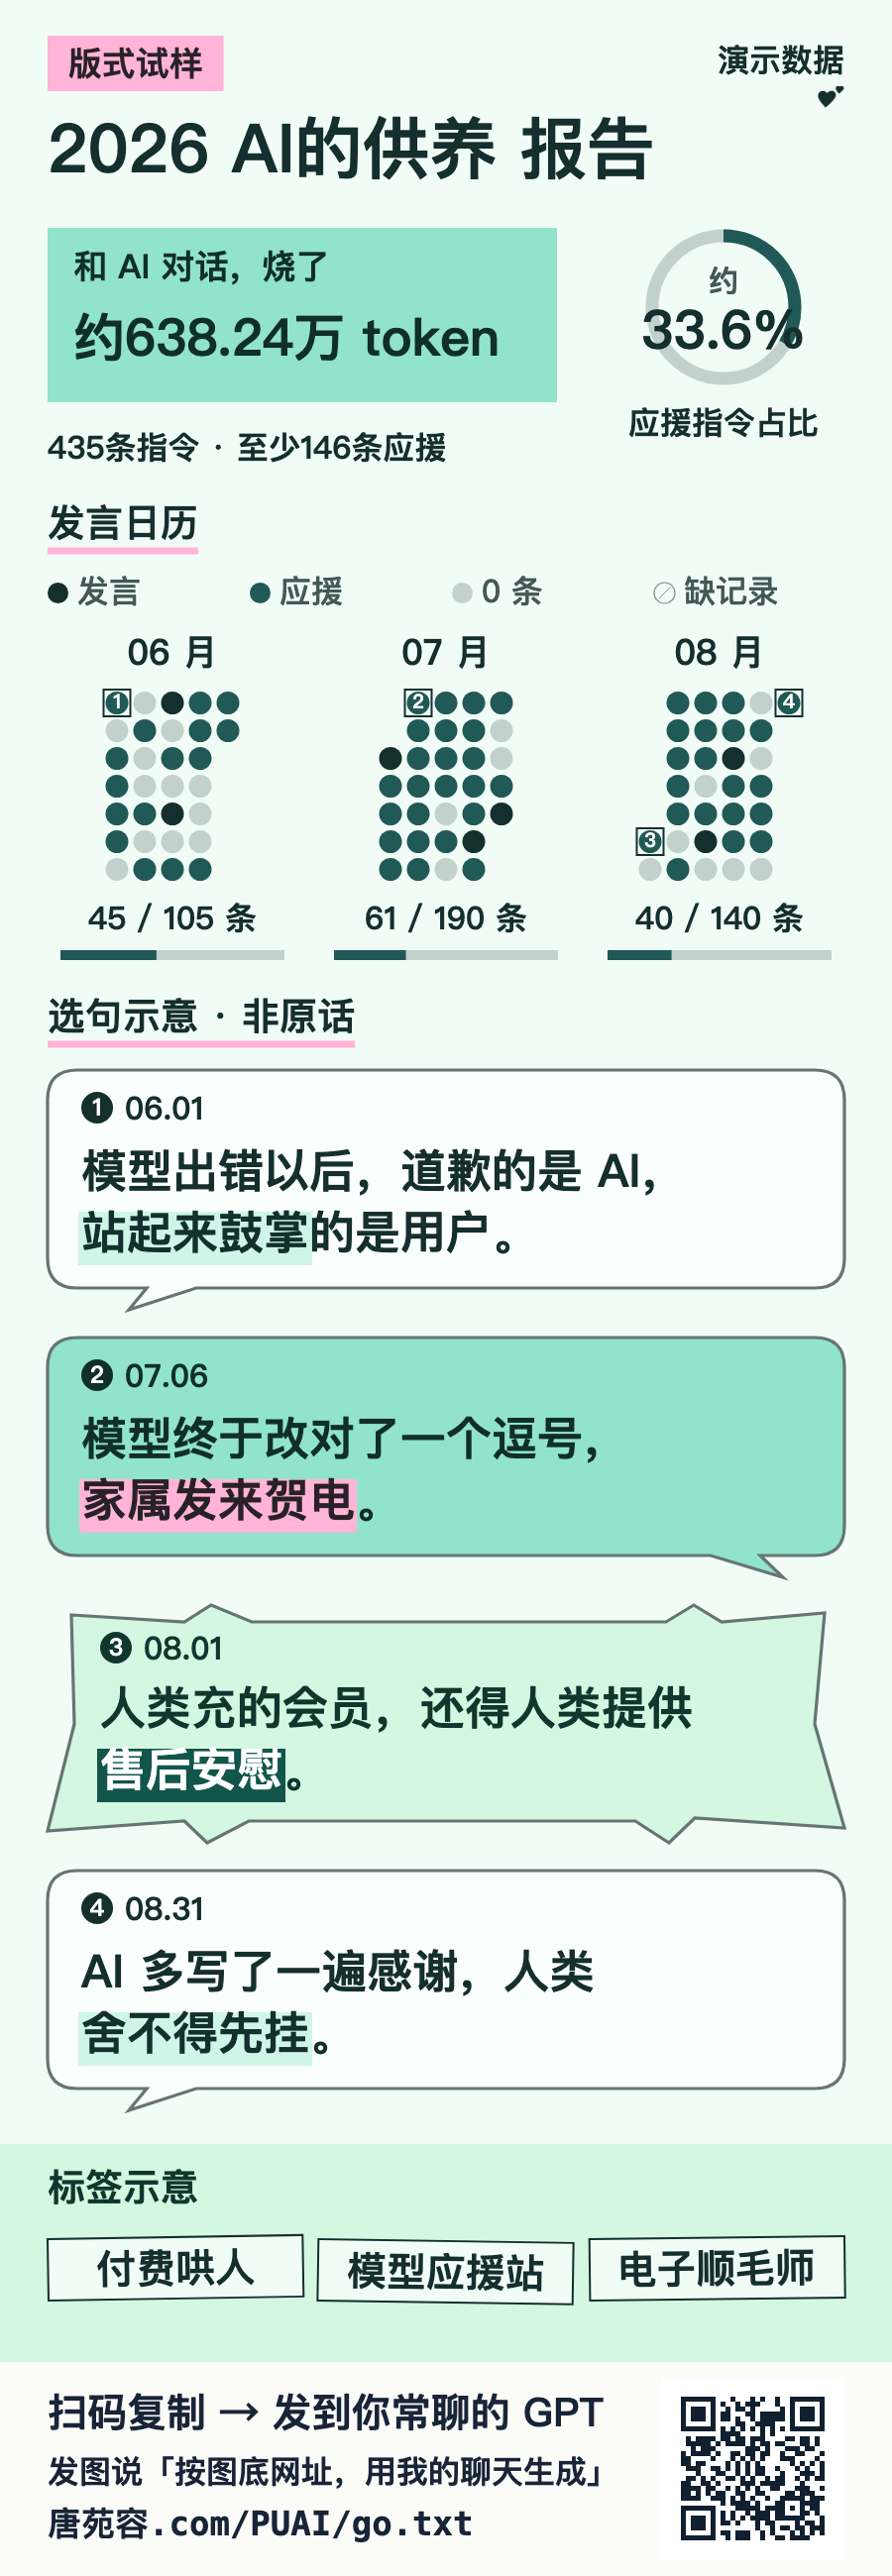 版式试样
演示数据
2026 AI的供养 报告
和 AI 对话，烧了
约638.24万 token
约
33.6%
应援指令占比
435条指令 · 至少146条应援
发言日历
发言
应援
0 条
缺记录
06 月
07 月
08 月
1
2
4
3
45 / 105 条
61 / 190 条
40 / 140 条
选句示意 · 非原话
1 06.01
模型出错以后，道歉的是 AI，
站起来鼓掌的是用户。
2 07.06
模型终于改对了一个逗号，
家属发来贺电。
3 08.01
人类充的会员，还得人类提供
售后安慰。
4 08.31
AI 多写了一遍感谢，人类
舍不得先挂。
标签示意
付费哄人
模型应援站
电子顺毛师
扫码复制 → 发到你常聊的 GPT
发图说「按图底网址，用我的聊天生成」
唐苑容.com/PUAI/go.txt